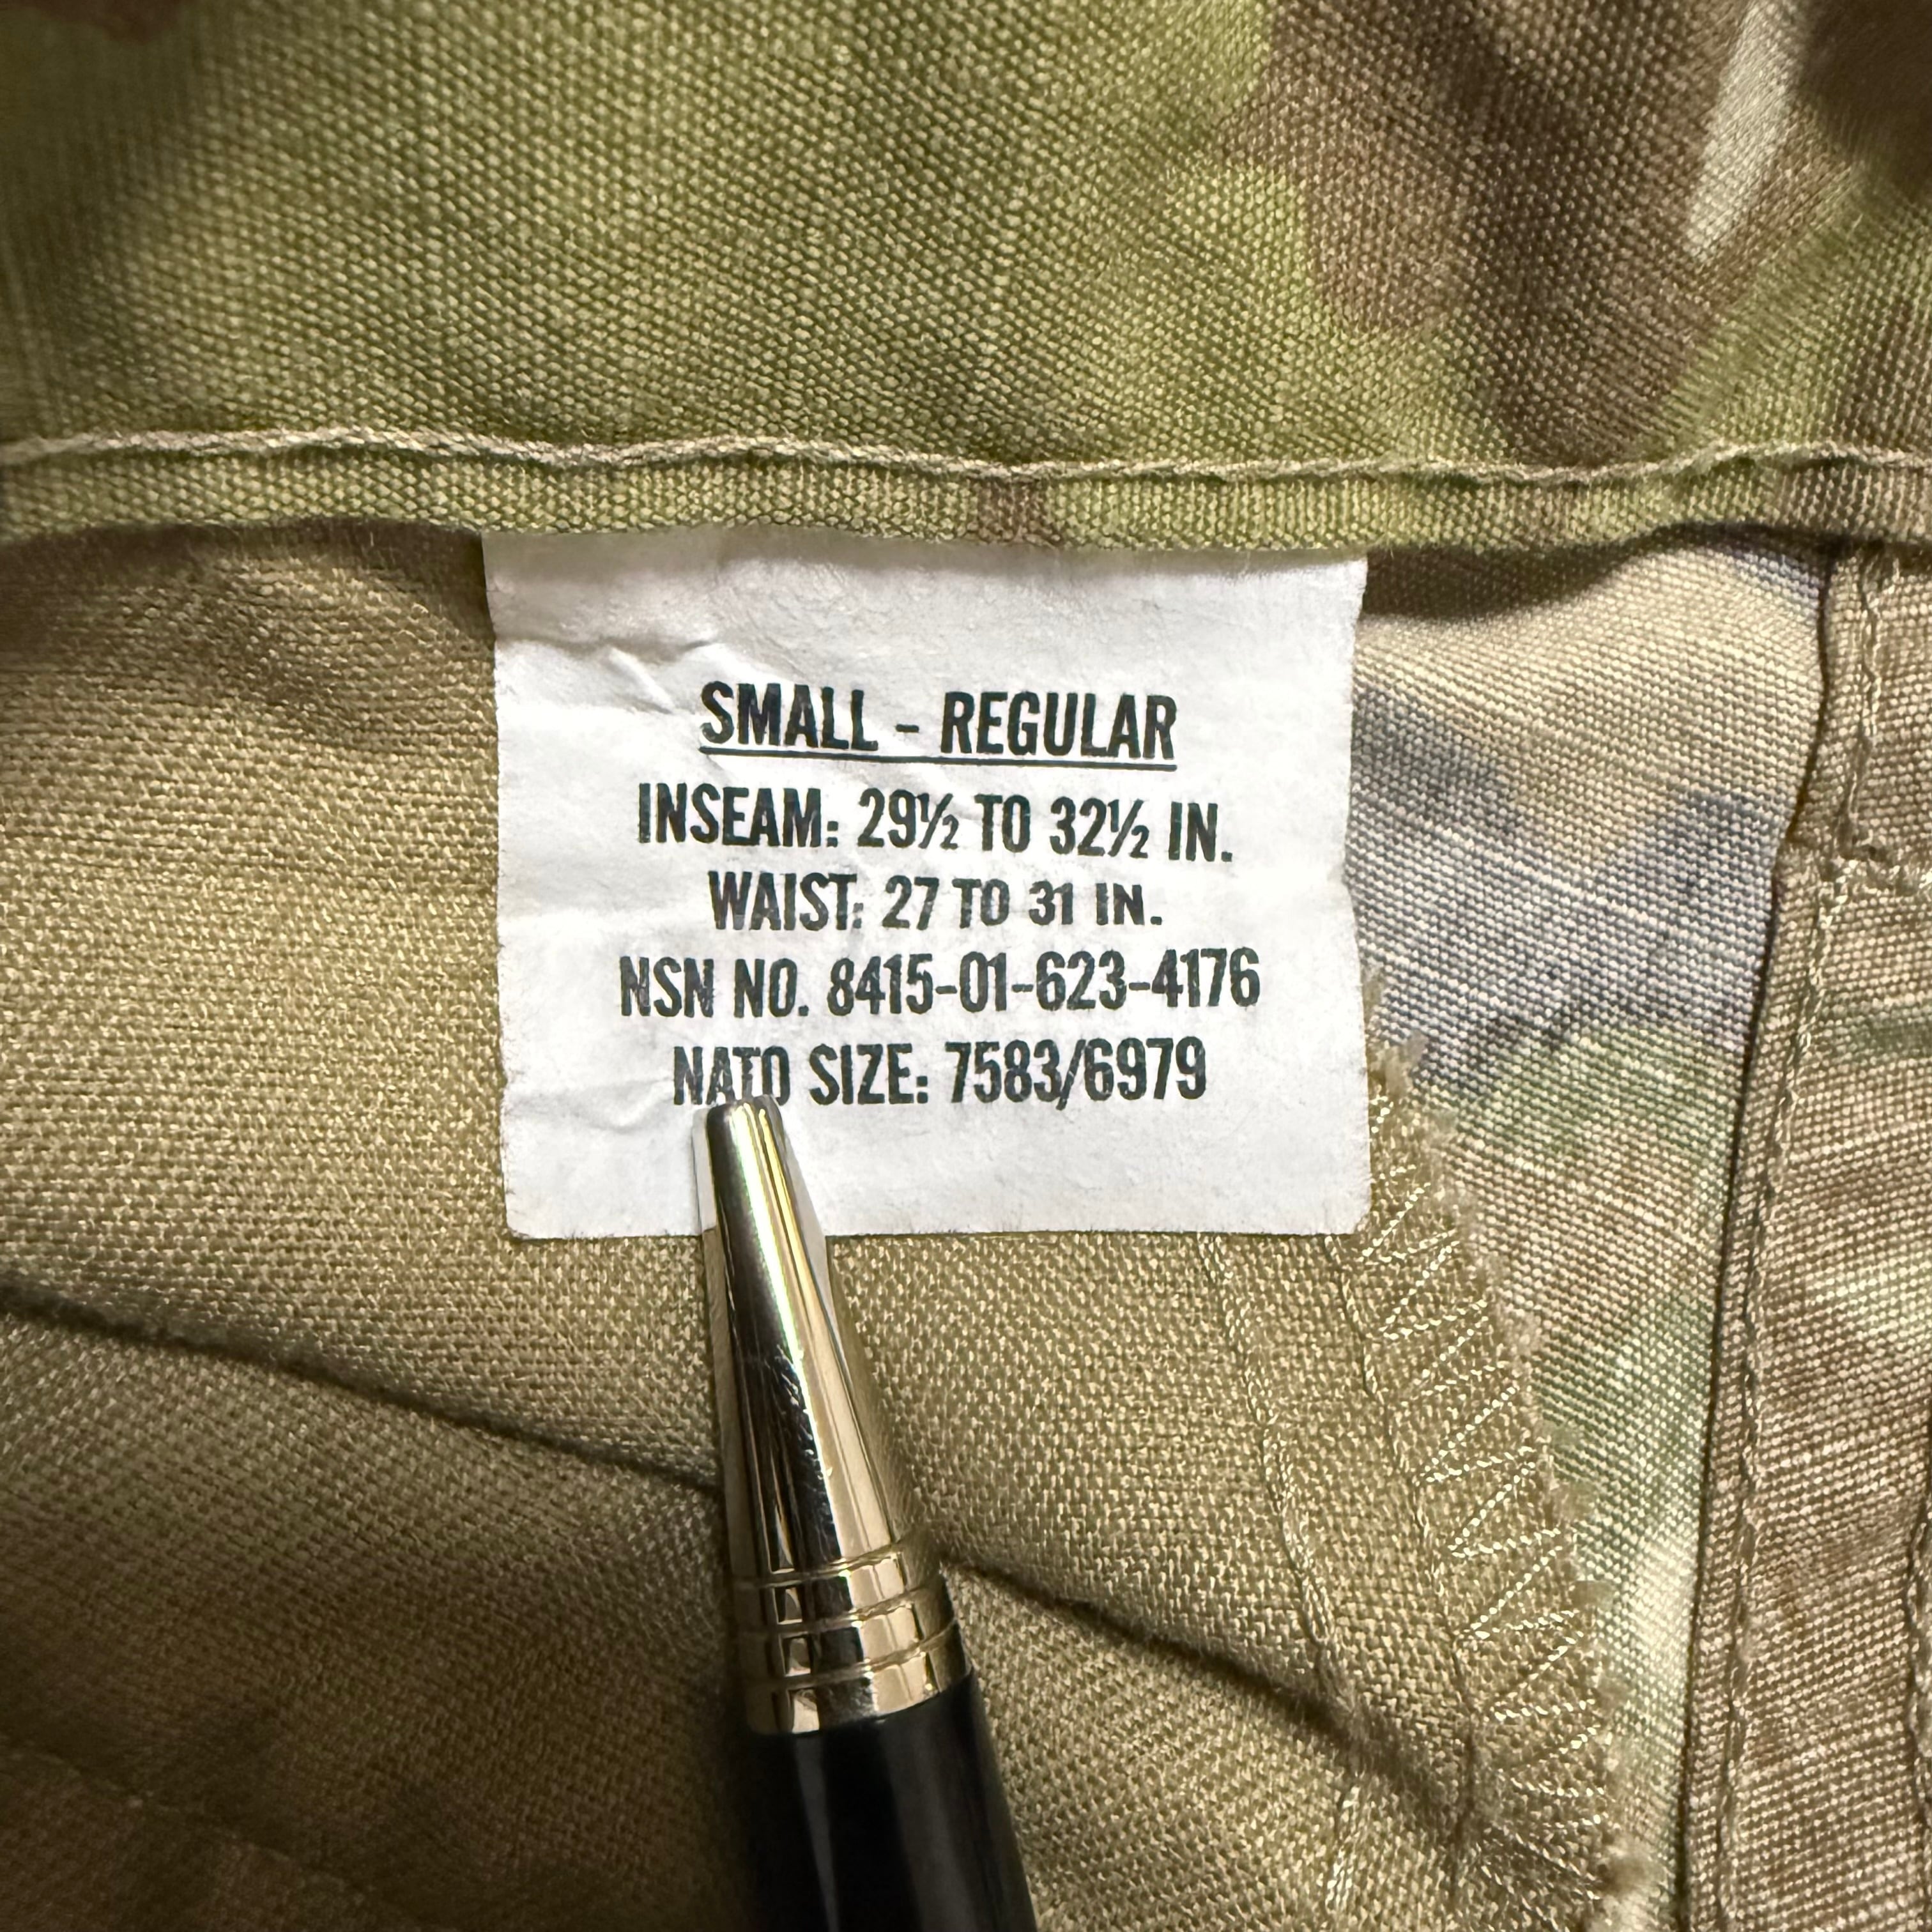 SMALL - REGULAR
INSEAM: 29½ TO 32½ IN.
WAIST: 27 TO 31 IN.
NSN NO. 8415-01-623-4176
NATO SIZE: 7583/6979